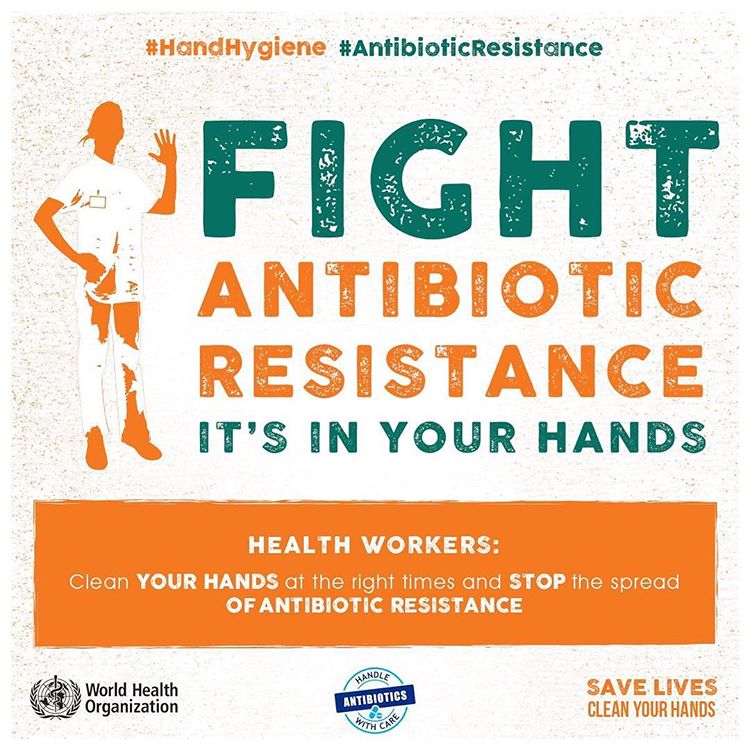 #HandHygiene #AntibioticResistance
FIGHT
ANTIBIOTIC
RESISTANCE
IT'S IN YOUR HANDS
HEALTH WORKERS:
Clean YOUR HANDS at the right times and STOP the spread
OF ANTIBIOTIC RESISTANCE
World Health
Organization
HANDLE
ANTIBIOTICS
WITH CARE
SAVE LIVES
CLEAN YOUR HANDS